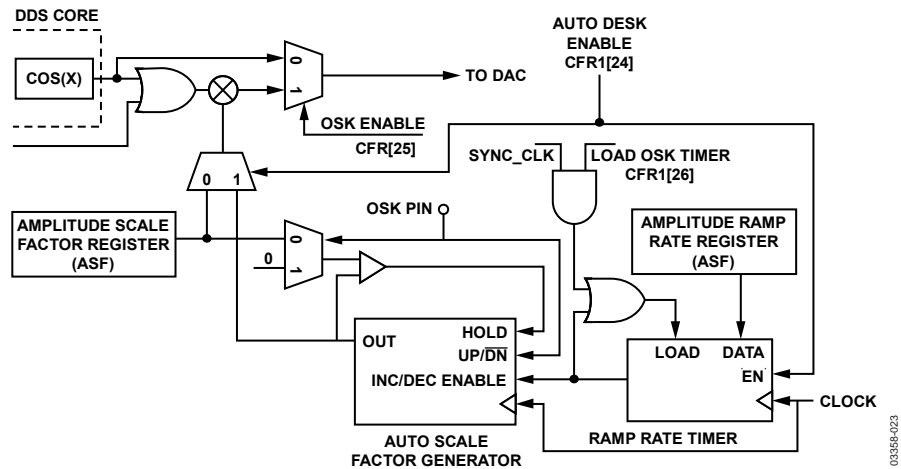 DDS CORE
COS(X)
0
1
TO DAC
OSK ENABLE
CFR[25]
AUTO DESK
ENABLE
CFR1[24]
SYNC_CLK
LOAD OSK TIMER
CFR1[26]
0 1
AMPLITUDE SCALE
FACTOR REGISTER
(ASF)
OSK PIN
0
0
1
AMPLITUDE RAMP
RATE REGISTER
(ASF)
OUT
HOLD
UP/DN
INC/DEC ENABLE
LOAD DATA
EN
CLOCK
RAMP RATE TIMER
AUTO SCALE
FACTOR GENERATOR
03358-023